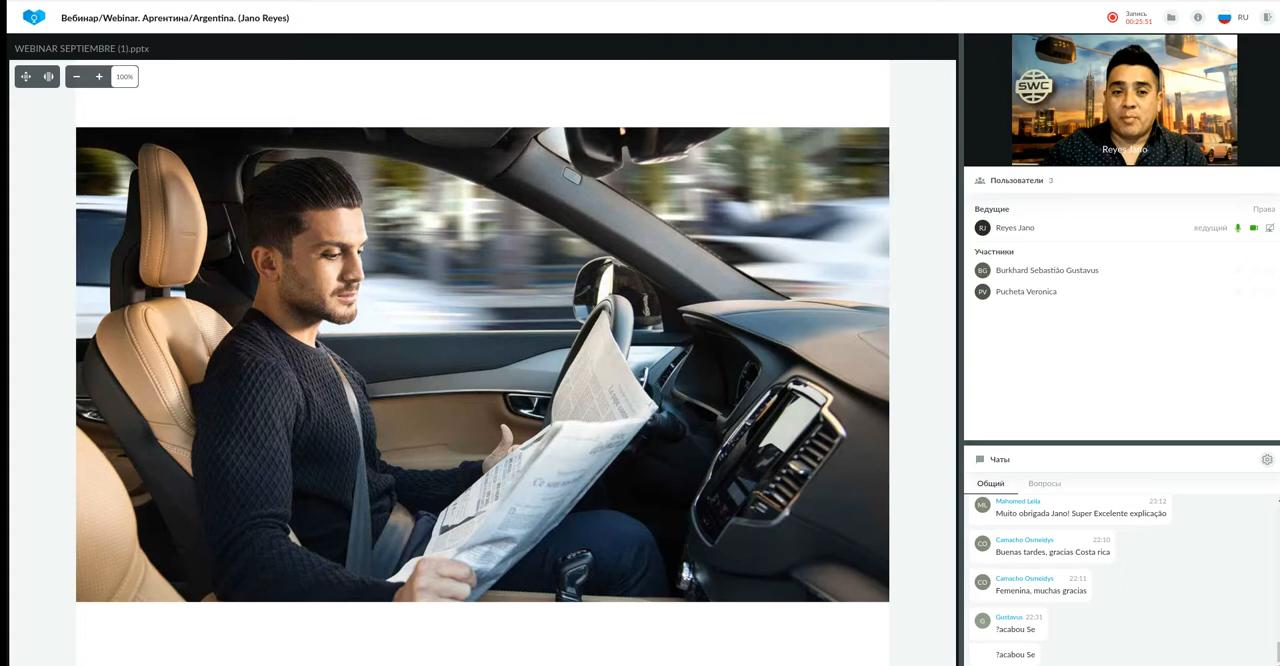 Вебинар/Webinar. Аргентина/Argentina. (Jano Reyes)
Запись
00:25:51
RU
WEBINAR SEPTIEMBRE (1).pptx
100%
SWC
Reyes Jano
Пользователи 3
Ведущие Права
RJ Reyes Jano ведущий
Участники
BG Burkhard Sebastião Gustavus
PV Pucheta Veronica
Чаты
Общий Вопросы
ML Mahomed Leila 23:12
Muito obrigada Jano! Super Excelente explicação
CO Camacho Osmeidys 22:10
Buenas tardes, gracias Costa rica
CO Camacho Osmeidys 22:11
Femenina, muchas gracias
G Gustavus 22:31
?acabou Se
?acabou Se